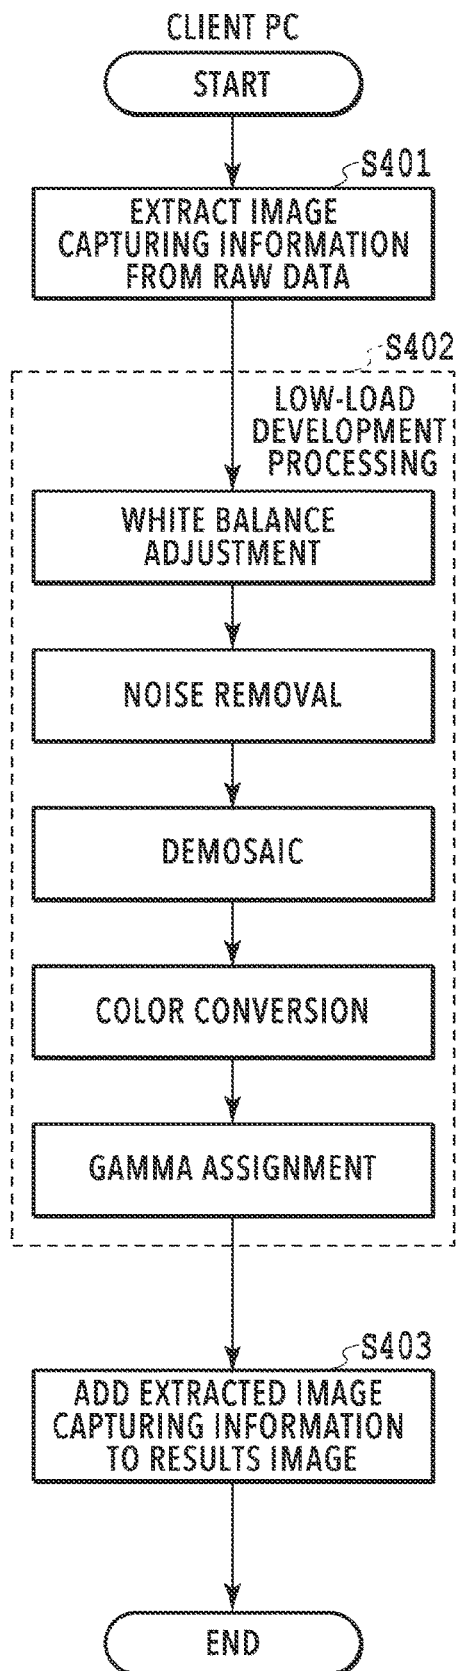 CLIENT PC
START
S401
EXTRACT IMAGE
CAPTURING INFORMATION
FROM RAW DATA
S402
LOW-LOAD
DEVELOPMENT
PROCESSING
WHITE BALANCE
ADJUSTMENT
NOISE REMOVAL
DEMOSAIC
COLOR CONVERSION
GAMMA ASSIGNMENT
S403
ADD EXTRACTED IMAGE
CAPTURING INFORMATION
TO RESULTS IMAGE
END